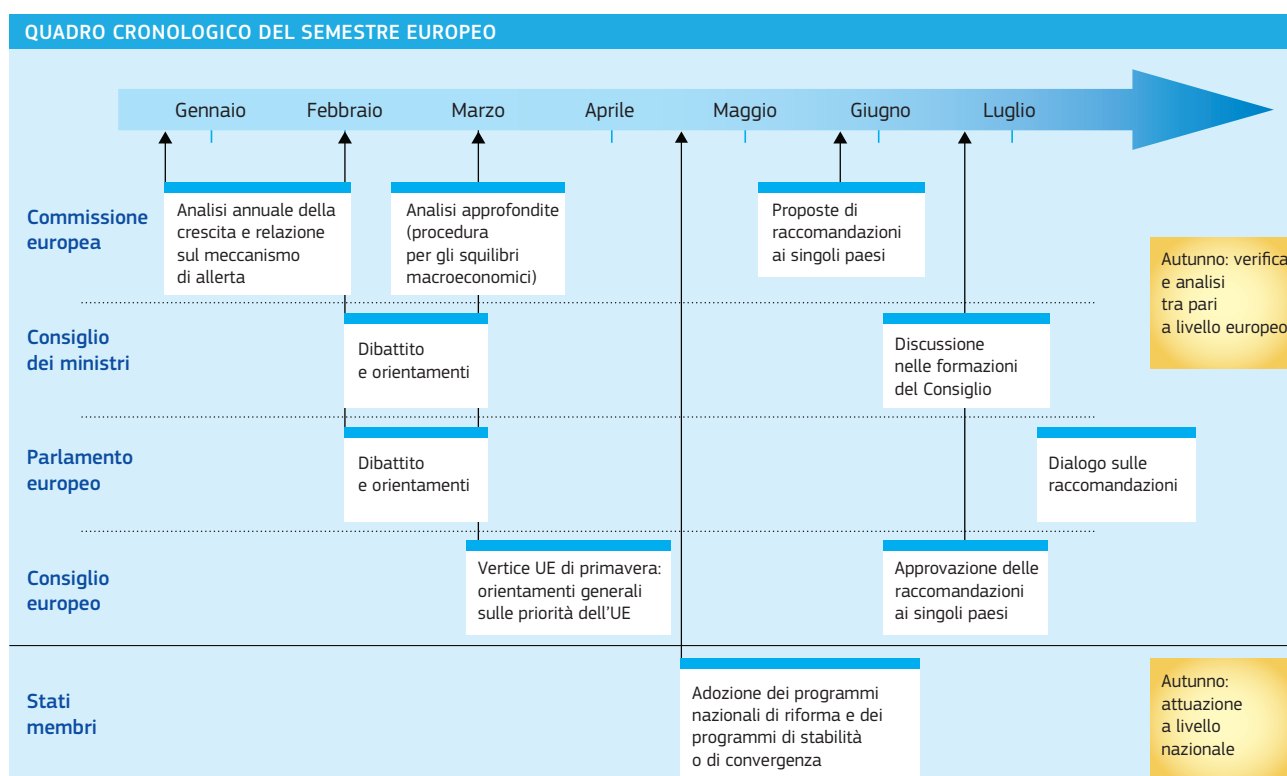 QUADRO CRONOLOGICO DEL SEMESTRE EUROPEO
Gennaio
Febbraio
Marzo
Aprile
Maggio
Giugno
Luglio
Commissione
europea
Analisi annuale della
crescita e relazione
sul meccanismo
di allerta
Analisi approfondite
(procedura
per gli squilibri
macroeconomici)
Proposte di
raccomandazioni
ai singoli paesi
Autunno: verifica
e analisi
tra pari
a livello europeo
Consiglio
dei ministri
Dibattito
e orientamenti
Discussione
nelle formazioni
del Consiglio
Parlamento
europeo
Dibattito
e orientamenti
Dialogo sulle
raccomandazioni
Consiglio
europeo
Vertice UE di primavera:
orientamenti generali
sulle priorità dell'UE
Approvazione delle
raccomandazioni
ai singoli paesi
Stati
membri
Adozione dei programmi
nazionali di riforma e dei
programmi di stabilità
o di convergenza
Autunno:
attuazione
a livello
nazionale